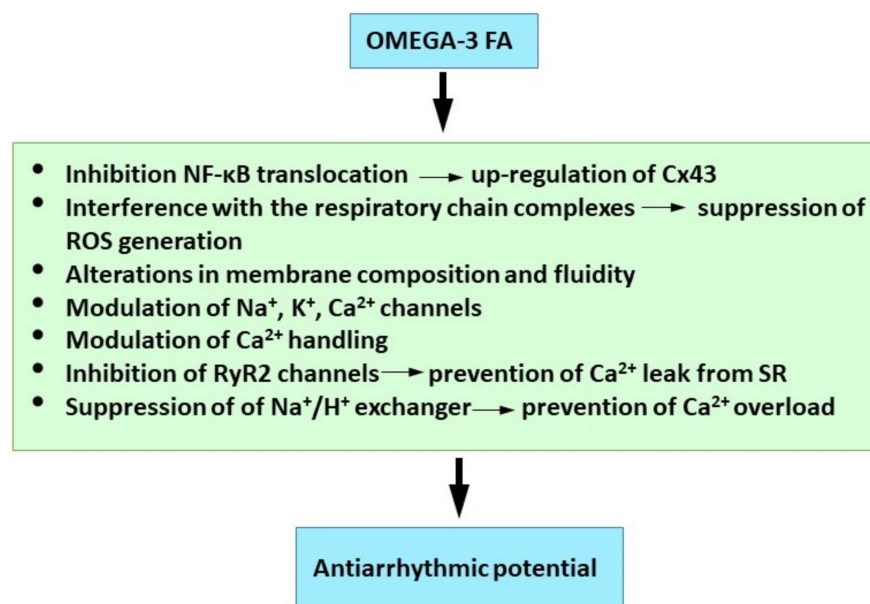 OMEGA-3 FA
• Inhibition NF-κB translocation → up-regulation of Cx43
• Interference with the respiratory chain complexes → suppression of
ROS generation
• Alterations in membrane composition and fluidity
• Modulation of Na⁺, K⁺, Ca²⁺ channels
• Modulation of Ca²⁺ handling
• Inhibition of RyR2 channels → prevention of Ca²⁺ leak from SR
• Suppression of of Na⁺/H⁺ exchanger → prevention of Ca²⁺ overload
Antiarrhythmic potential